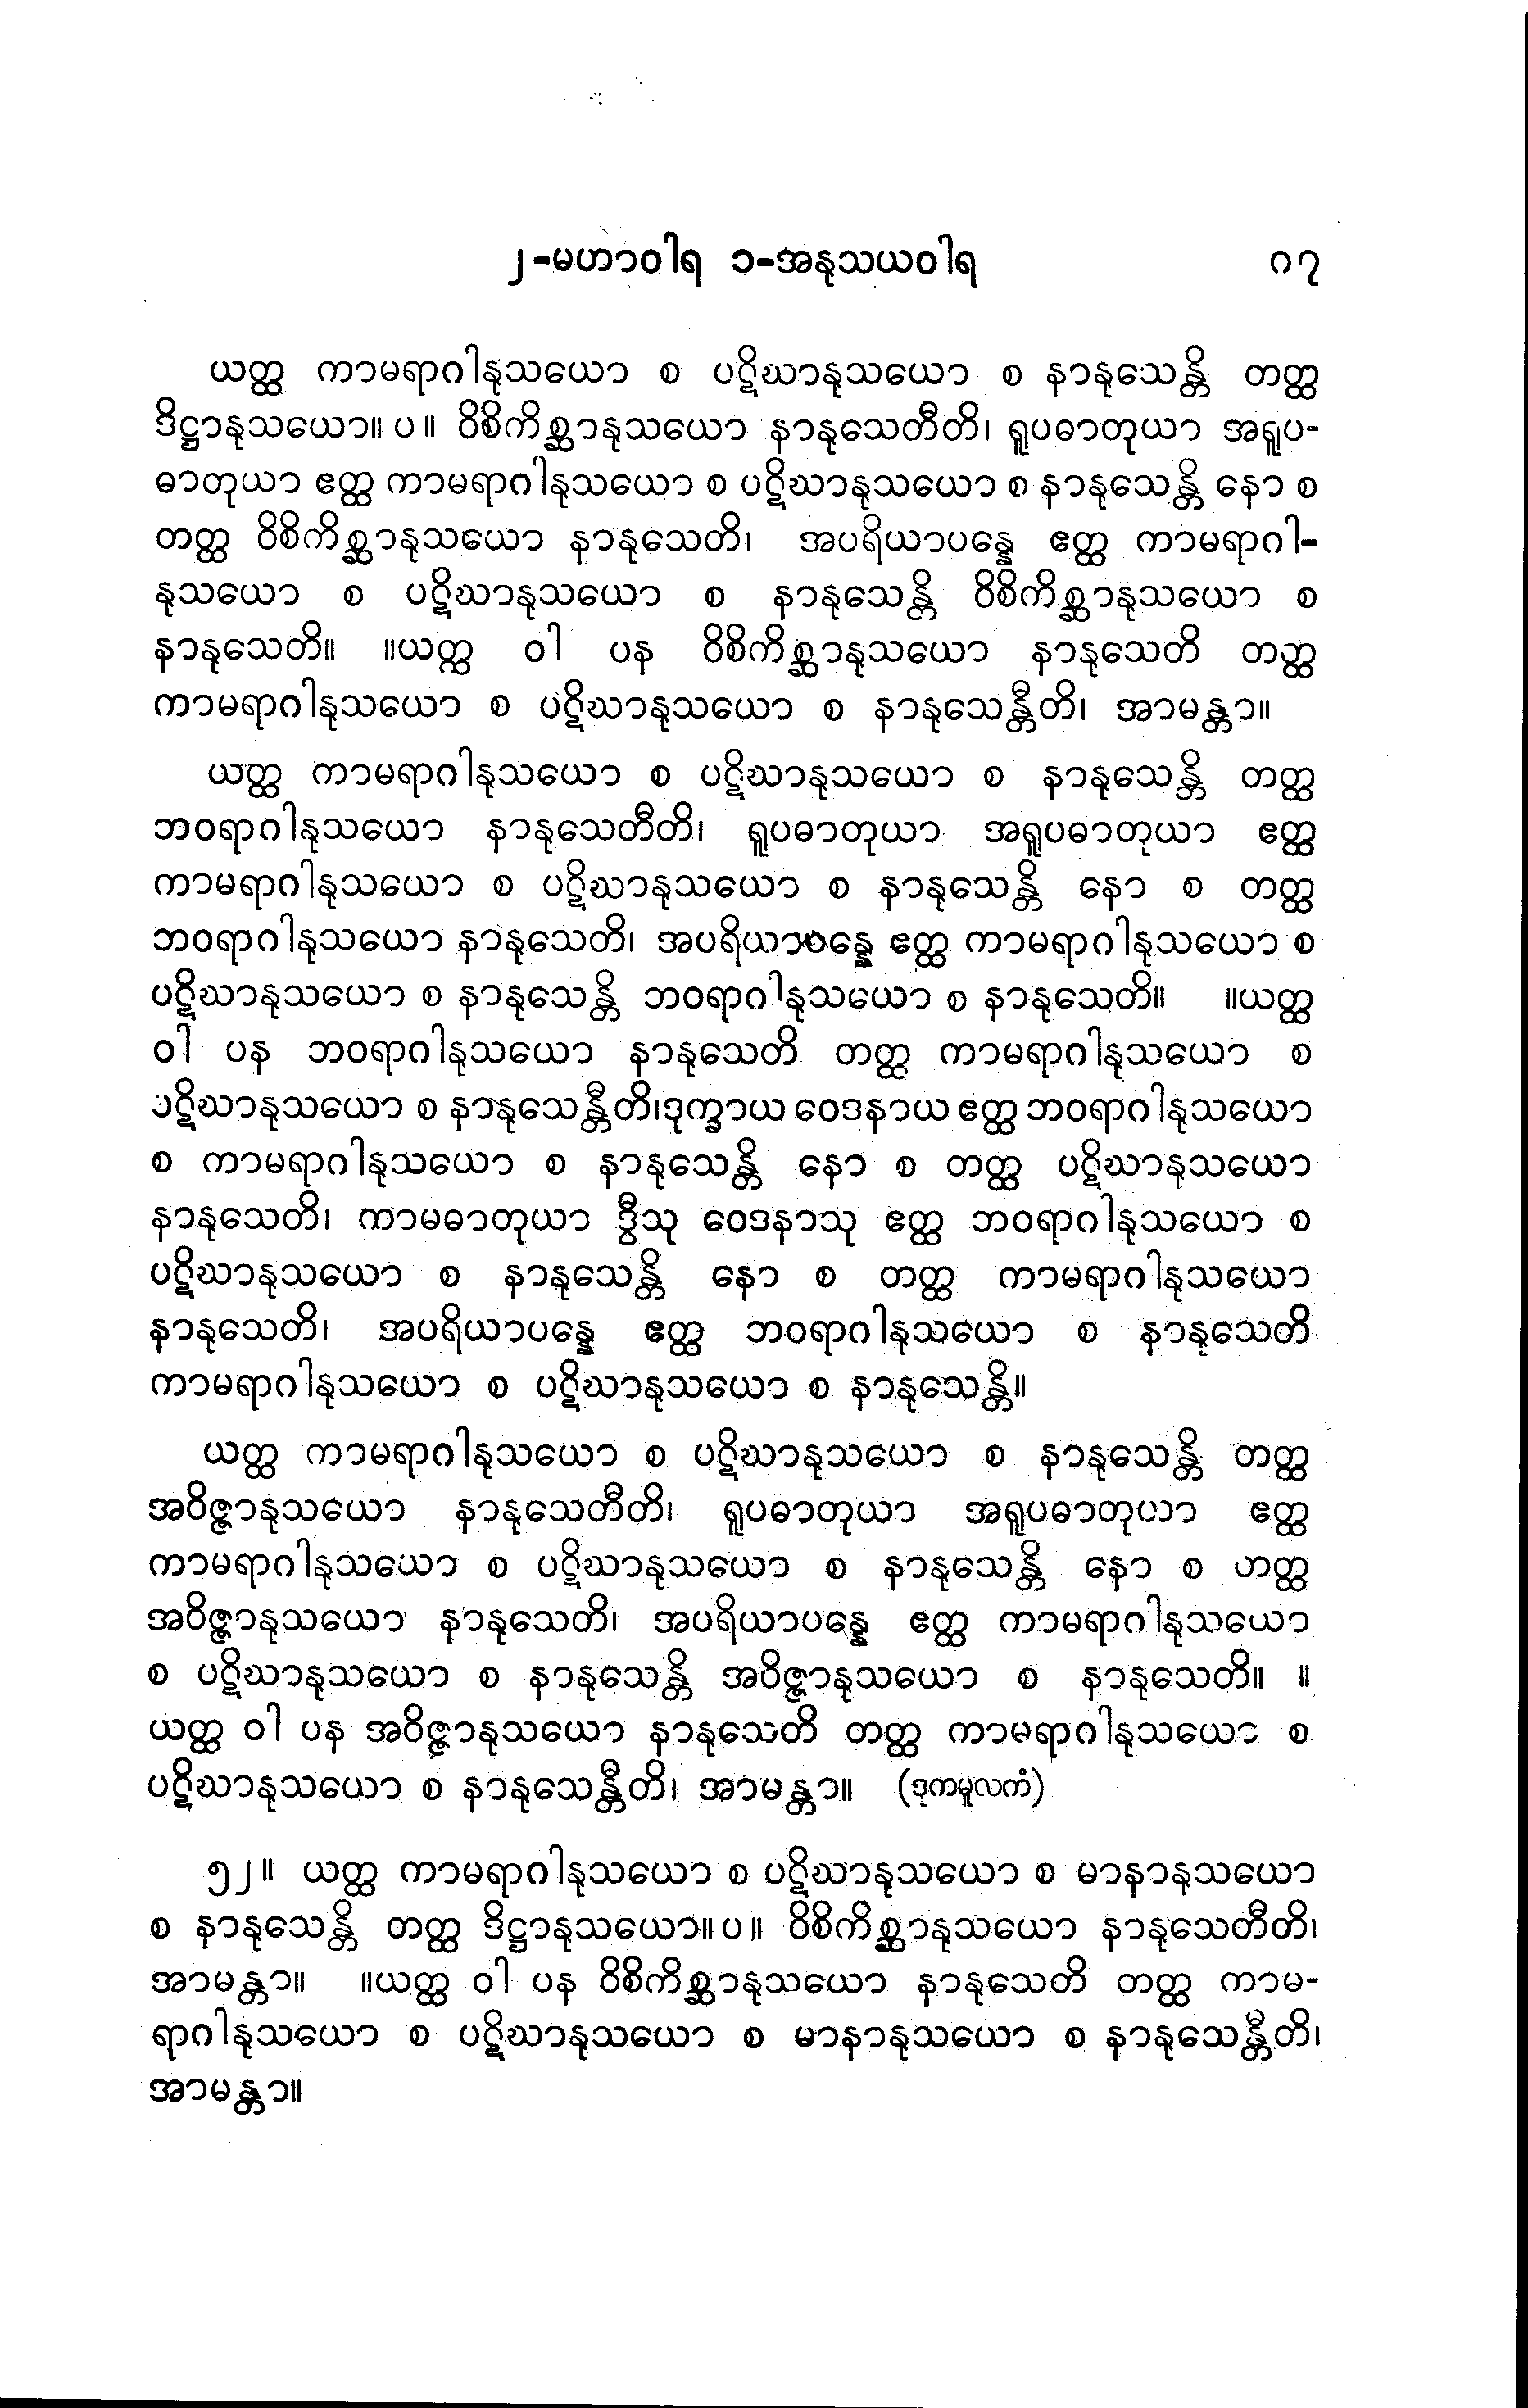 ၂-မဟာဝါရ ၁-အနုသယဝါရ ၈၇
ယတ္ထ ကာမရာဂါနုသယော စ ပဋိဃာနုသယော စ နာနုသေန္တိ တတ္ထ
ဒိဋ္ဌာနုသယော။ ပ။ ဝိစိကိစ္ဆာနုသယော နာနုသေတီတိ၊ ရူပဓာတုယာ အရူပ-
ဓာတုယာ ဧတ္ထ ကာမရာဂါနုသယော စ ပဋိဃာနုသယော စ နာနုသေန္တိ နော စ
တတ္ထ ဝိစိကိစ္ဆာနုသယော နာနုသေတိ၊ အပရိယာပန္နေ ဧတ္ထ ကာမရာဂါ-
နုသယော စ ပဋိဃာနုသယော စ နာနုသေန္တိ ဝိစိကိစ္ဆာနုသယော စ
နာနုသေတိ။ ။ယတ္ထ ဝါ ပန ဝိစိကိစ္ဆာနုသယော နာနုသေတိ တတ္ထ
ကာမရာဂါနုသယော စ ပဋိဃာနုသယော စ နာနုသေန္တီတိ၊ အာမန္တာ။
ယတ္ထ ကာမရာဂါနုသယော စ ပဋိဃာနုသယော စ နာနုသေန္တိ တတ္ထ
ဘဝရာဂါနုသယော နာနုသေတီတိ၊ ရူပဓာတုယာ အရူပဓာတုယာ ဧတ္ထ
ကာမရာဂါနုသယော စ ပဋိဃာနုသယော စ နာနုသေန္တိ နော စ တတ္ထ
ဘဝရာဂါနုသယော နာနုသေတိ၊ အပရိယာပန္နေ ဧတ္ထ ကာမရာဂါနုသယော စ
ပဋိဃာနုသယော စ နာနုသေန္တိ ဘဝရာဂါနုသယော စ နာနုသေတိ။ ။ယတ္ထ
ဝါ ပန ဘဝရာဂါနုသယော နာနုသေတိ တတ္ထ ကာမရာဂါနုသယော စ
ပဋိဃာနုသယော စ နာနုသေန္တီတိ၊ဒုက္ခာယ ဝေဒနာယ ဧတ္ထ ဘဝရာဂါနုသယော
စ ကာမရာဂါနုသယော စ နာနုသေန္တိ နော စ တတ္ထ ပဋိဃာနုသယော
နာနုသေတိ၊ ကာမဓာတုယာ ဒွီသု ဝေဒနာသု ဧတ္ထ ဘဝရာဂါနုသယော စ
ပဋိဃာနုသယော စ နာနုသေန္တိ နော စ တတ္ထ ကာမရာဂါနုသယော
နာနုသေတိ၊ အပရိယာပန္နေ ဧတ္ထ ဘဝရာဂါနုသယော စ နာနုသေတိ
ကာမရာဂါနုသယော စ ပဋိဃာနုသယော စ နာနုသေန္တိ။
ယတ္ထ ကာမရာဂါနုသယော စ ပဋိဃာနုသယော စ နာနုသေန္တိ တတ္ထ
အဝိဇ္ဇာနုသယော နာနုသေတီတိ၊ ရူပဓာတုယာ အရူပဓာတုယာ ဧတ္ထ
ကာမရာဂါနုသယော စ ပဋိဃာနုသယော စ နာနုသေန္တိ နော စ တတ္ထ
အဝိဇ္ဇာနုသယော နာနုသေတိ၊ အပရိယာပန္နေ ဧတ္ထ ကာမရာဂါနုသယော
စ ပဋိဃာနုသယော စ နာနုသေန္တိ အဝိဇ္ဇာနုသယော စ နာနုသေတိ။ ။
ယတ္ထ ဝါ ပန အဝိဇ္ဇာနုသယော နာနုသေတိ တတ္ထ ကာမရာဂါနုသယော စ
ပဋိဃာနုသယော စ နာနုသေန္တီတိ၊ အာမန္တာ။ (ဒုကမူလကံ)
၅၂။ ယတ္ထ ကာမရာဂါနုသယော စ ပဋိဃာနုသယော စ မာနာနုသယော
စ နာနုသေန္တိ တတ္ထ ဒိဋ္ဌာနုသယော။ ပ။ ဝိစိကိစ္ဆာနုသယော နာနုသေတီတိ၊
အာမန္တာ။ ။ယတ္ထ ဝါ ပန ဝိစိကိစ္ဆာနုသယော နာနုသေတိ တတ္ထ ကာမ-
ရာဂါနုသယော စ ပဋိဃာနုသယော စ မာနာနုသယော စ နာနုသေန္တီတိ၊
အာမန္တာ။